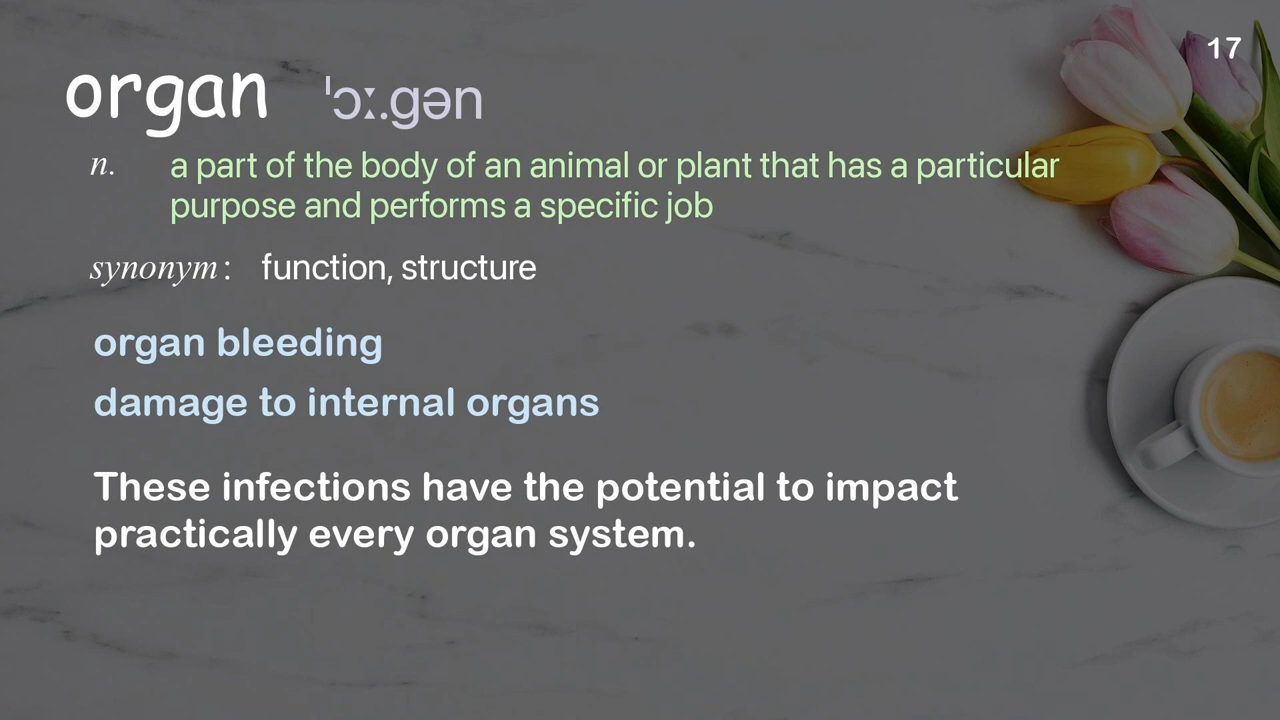 17
organ ˈɔː.gən
n. a part of the body of an animal or plant that has a particular
purpose and performs a specific job
synonym: function, structure
organ bleeding
damage to internal organs
These infections have the potential to impact
practically every organ system.